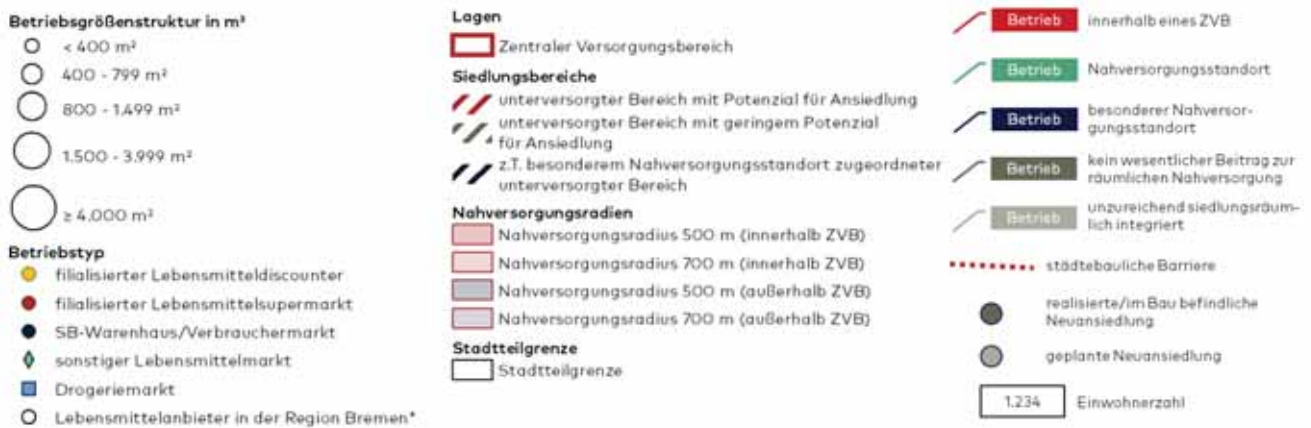 Betriebsgrößenstruktur in m²
< 400 m²
400 - 799 m²
800 - 1.499 m²
1.500 - 3.999 m²
≥ 4.000 m²
Betriebstyp
filialisierter Lebensmitteldiscounter
filialisierter Lebensmittelsupermarkt
SB-Warenhaus/Verbrauchermarkt
sonstiger Lebensmittelmarkt
Drogeriemarkt
Lebensmittelanbieter in der Region Bremen*
Lagen
Zentraler Versorgungsbereich
Siedlungsbereiche
unterversorgter Bereich mit Potenzial für Ansiedlung
unterversorgter Bereich mit geringem Potenzial
für Ansiedlung
z.T. besonderem Nahversorgungsstandort zugeordneter
unterversorgter Bereich
Nahversorgungsradien
Nahversorgungsradius 500 m (innerhalb ZVB)
Nahversorgungsradius 700 m (innerhalb ZVB)
Nahversorgungsradius 500 m (außerhalb ZVB)
Nahversorgungsradius 700 m (außerhalb ZVB)
Stadtteilgrenze
Stadtteilgrenze
Betrieb innerhalb eines ZVB
Betrieb Nahversorgungsstandort
Betrieb besonderer Nahversor-
gungsstandort
Betrieb kein wesentlicher Beitrag zur
räumlichen Nahversorgung
Betrieb unzureichend siedlungsräum-
lich integriert
städtebauliche Barriere
realisierte/im Bau befindliche
Neuansiedlung
geplante Neuansiedlung
1.234 Einwohnerzahl